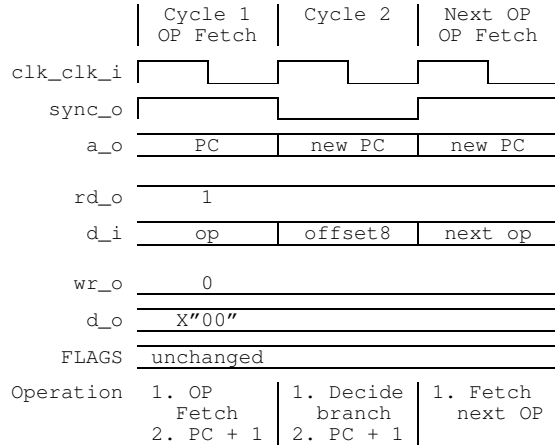 Cycle 1 Cycle 2 Next OP
OP Fetch OP Fetch
clk_clk_i
sync_o
a_o PC new PC new PC
rd_o 1
d_i op offset8 next op
wr_o 0
d_o X"00"
FLAGS unchanged
Operation 1. OP 1. Decide 1. Fetch
Fetch branch next OP
2. PC + 1 2. PC + 1